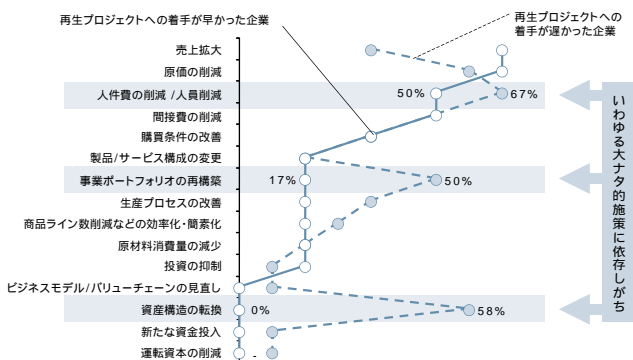 再生プロジェクトへの着手が早かった企業
再生プロジェクトへの
着手が遅かった企業
売上拡大
原価の削減
人件費の削減/人員削減
50%
67%
間接費の削減
購買条件の改善
製品/サービス構成の変更
事業ポートフォリオの再構築
17%
50%
生産プロセスの改善
商品ライン数削減などの効率化・簡素化
原材料消費量の減少
投資の抑制
ビジネスモデル/バリューチェーンの見直し
資産構造の転換
0%
58%
新たな資金投入
運転資本の削減
いわゆる大ナタ的施策に依存しがち